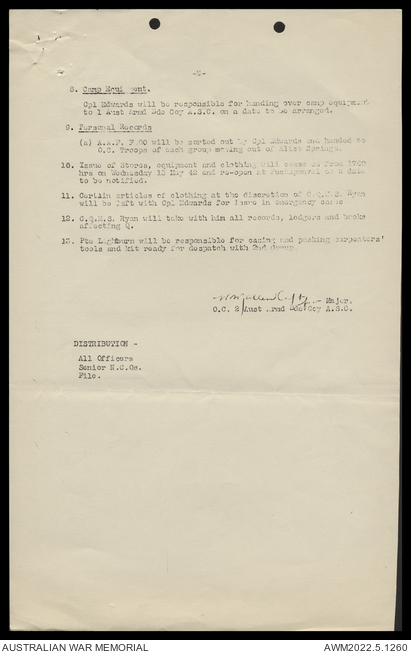 -2-
8. Camp Equipment.
Cpl Edwards will be responsible for handing over camp equipment
to 1 Aust Armd Bde Coy A.S.C. on a date to be arranged.
9. Personal Records
(a) A.A.F. F.00 will be sorted out by Cpl Edwards and handed to
O.C. Troops of each group moving out of Alice Springs.
10. Issue of Stores, equipment and clothing will cease as from 1700
hrs on Wednesday 13 May 42 and re-open at a date
to be notified.
11. Certain articles of clothing at the discretion of C.Q.M.S. Ryan
will be left with Cpl Edwards for issue in emergency cases
12. C.Q.M.S. Ryan will take with him all records, ledgers and books
affecting Q.
13. Pte Lightburn will be responsible for casing and packing carpenters'
tools and kit ready for despatch with 2nd group.
- Major.
O.C. 2 Aust Armd Bde Coy A.S.C.
DISTRIBUTION -
All Officers
Senior N.C.Os.
File.
AUSTRALIAN WAR MEMORIAL
AWM2022.5.1260